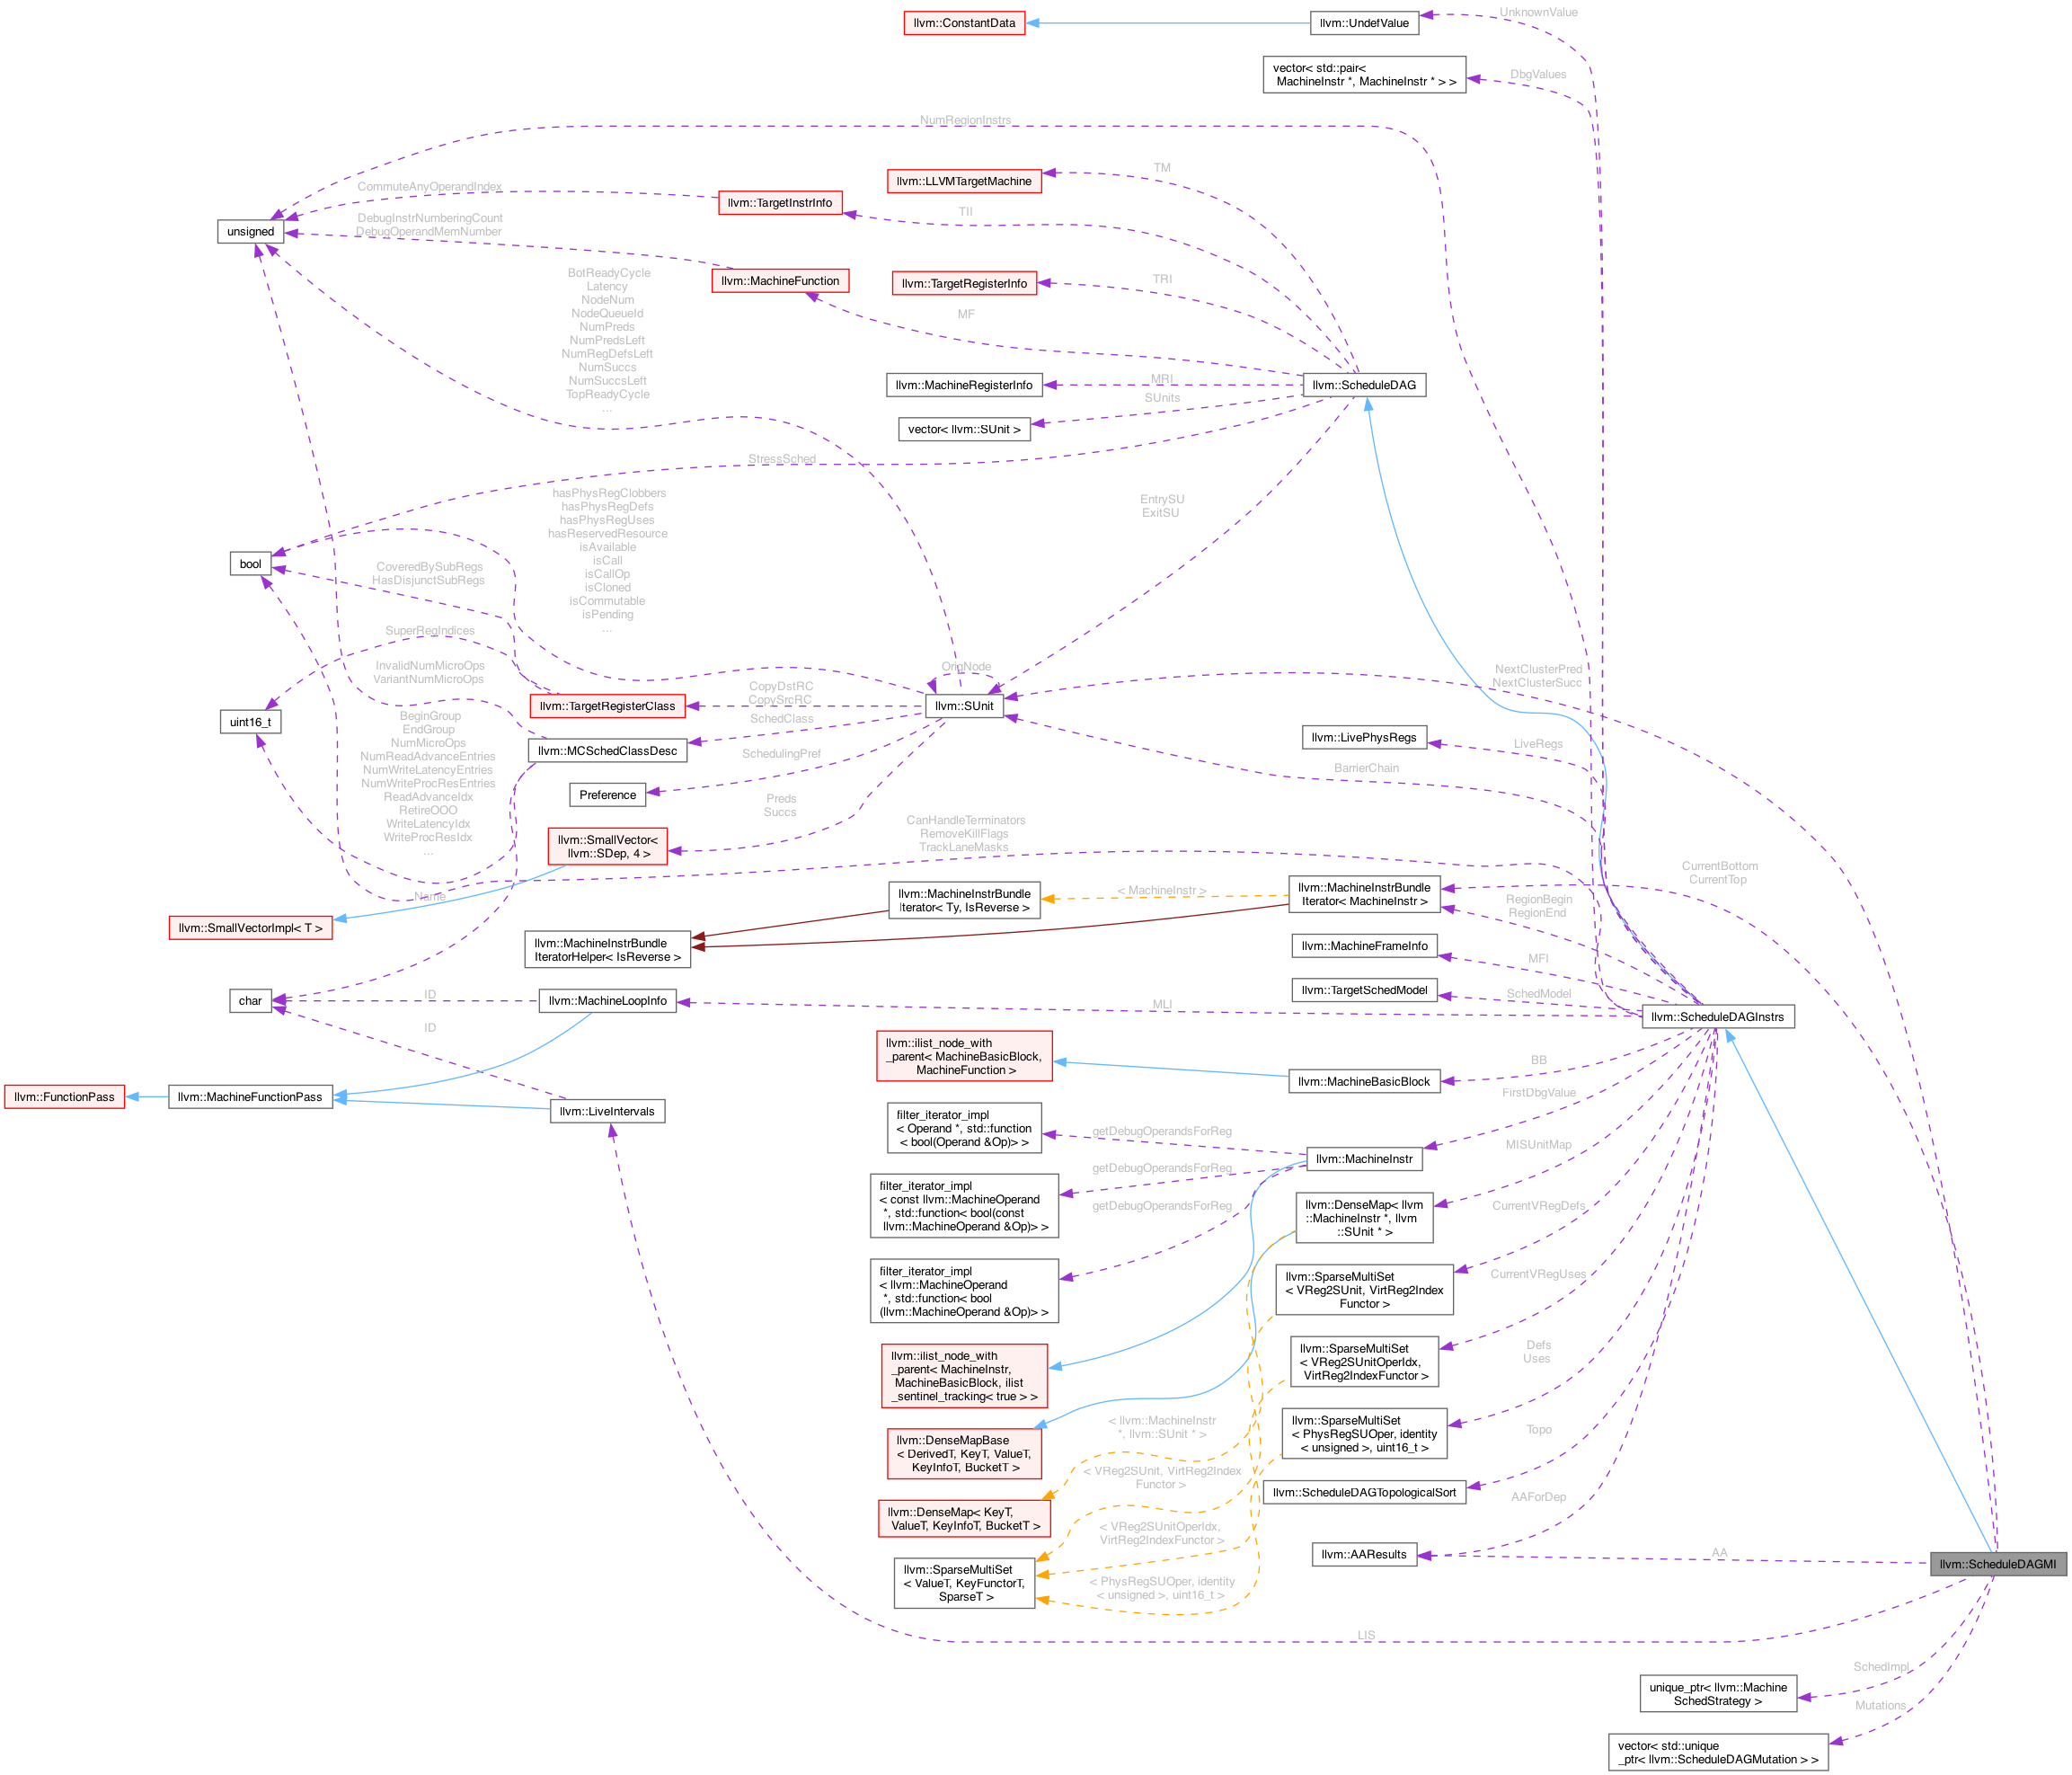 llvm::ConstantData
llvm::UndefValue
UnknownValue
vector< std::pair<
MachineInstr *, MachineInstr * > >
DbgValues
NumRegionInstrs
llvm::LLVMTargetMachine
TM
CommuteAnyOperandIndex
llvm::TargetInstrInfo
TII
unsigned
DebugInstrNumberingCount
DebugOperandMemNumber
llvm::MachineFunction
llvm::TargetRegisterInfo
TRI
MF
BotReadyCycle
Latency
NodeNum
NodeQueueId
NumPreds
NumPredsLeft
NumRegDefsLeft
NumSuccs
NumSuccsLeft
TopReadyCycle
...
llvm::MachineRegisterInfo
MRI
llvm::ScheduleDAG
SUnits
vector< llvm::SUnit >
StressSched
EntrySU
ExitSU
hasPhysRegClobbers
hasPhysRegDefs
hasPhysRegUses
hasReservedResource
isAvailable
isCall
isCallOp
isCloned
isCommutable
isPending
...
bool
CoveredBySubRegs
HasDisjunctSubRegs
SuperRegIndices
InvalidNumMicroOps
VariantNumMicroOps
uint16_t
llvm::TargetRegisterClass
CopyDstRC
CopySrcRC
OrigNode
llvm::SUnit
NextClusterPred
NextClusterSucc
BeginGroup
EndGroup
NumMicroOps
NumReadAdvanceEntries
NumWriteLatencyEntries
NumWriteProcResEntries
ReadAdvanceIdx
RetireOOO
WriteLatencyIdx
WriteProcResIdx
...
llvm::MCSchedClassDesc
SchedClass
SchedulingPref
Preference
Preds
Succs
llvm::LivePhysRegs
LiveRegs
BarrierChain
llvm::SmallVector<
llvm::SDep, 4 >
CanHandleTerminators
RemoveKillFlags
TrackLaneMasks
CurrentBottom
CurrentTop
Name
llvm::SmallVectorImpl< T >
llvm::MachineInstrBundle
Iterator< Ty, IsReverse >
< MachineInstr >
llvm::MachineInstrBundle
Iterator< MachineInstr >
RegionBegin
RegionEnd
llvm::MachineInstrBundle
IteratorHelper< IsReverse >
llvm::MachineFrameInfo
MFI
llvm::TargetSchedModel
SchedModel
char
ID
llvm::MachineLoopInfo
MLI
llvm::ScheduleDAGInstrs
ID
llvm::ilist_node_with
_parent< MachineBasicBlock,
MachineFunction >
llvm::MachineBasicBlock
BB
llvm::FunctionPass
llvm::MachineFunctionPass
llvm::LiveIntervals
FirstDbgValue
filter_iterator_impl
< Operand *, std::function
< bool(Operand &Op)> >
getDebugOperandsForReg
llvm::MachineInstr
MISUnitMap
filter_iterator_impl
< const llvm::MachineOperand
*, std::function< bool(const
llvm::MachineOperand &Op)> >
getDebugOperandsForReg
getDebugOperandsForReg
llvm::DenseMap< llvm
::MachineInstr *, llvm
::SUnit * >
CurrentVRegDefs
filter_iterator_impl
< llvm::MachineOperand
*, std::function< bool
(llvm::MachineOperand &Op)> >
llvm::SparseMultiSet
< VReg2SUnit, VirtReg2Index
Functor >
CurrentVRegUses
llvm::ilist_node_with
_parent< MachineInstr,
MachineBasicBlock, ilist
_sentinel_tracking< true > >
llvm::SparseMultiSet
< VReg2SUnitOperIdx,
VirtReg2IndexFunctor >
Defs
Uses
llvm::DenseMapBase
< DerivedT, KeyT, ValueT,
KeyInfoT, BucketT >
< llvm::MachineInstr
*, llvm::SUnit * >
llvm::SparseMultiSet
< PhysRegSUOper, identity
< unsigned >, uint16_t >
Topo
< VReg2SUnit, VirtReg2Index
Functor >
llvm::ScheduleDAGTopologicalSort
AAForDep
llvm::DenseMap< KeyT,
ValueT, KeyInfoT, BucketT >
< VReg2SUnitOperIdx,
VirtReg2IndexFunctor >
llvm::AAResults
AA
llvm::ScheduleDAGMI
llvm::SparseMultiSet
< ValueT, KeyFunctorT,
SparseT >
< PhysRegSUOper, identity
< unsigned >, uint16_t >
LIS
SchedImpl
unique_ptr< llvm::Machine
SchedStrategy >
Mutations
vector< std::unique
_ptr< llvm::ScheduleDAGMutation > >